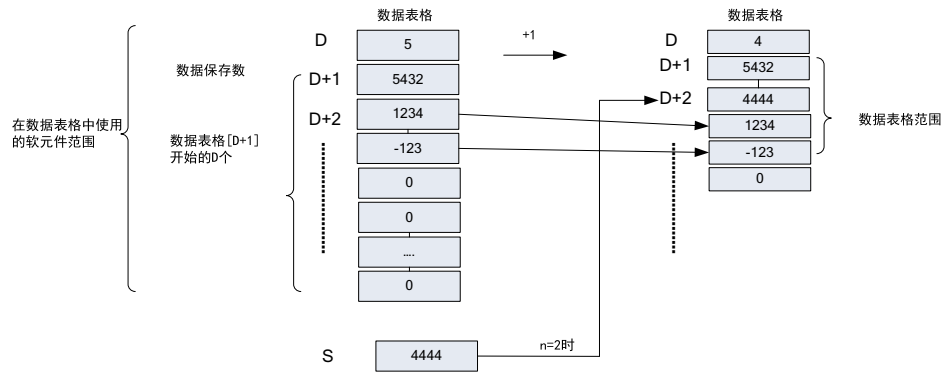 数据表格
D
5
数据保存数
D+1
5432
D+2
1234
在数据表格中使用
的软元件范围
数据表格[D+1]
开始的D个
-123
0
0
....
0
S
4444
n=2时
+1
数据表格
D
4
D+1
5432
D+2
4444
1234
-123
0
数据表格范围